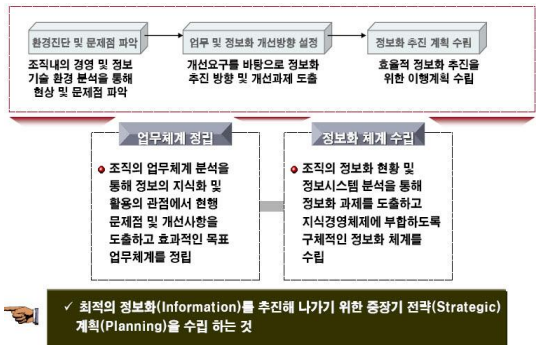 환경진단 및 문제점 파악
업무 및 정보화 개선방향 설정
정보화 추진 계획 수립
조직내의 경영 및 정보
기술 환경 분석을 통해
현상 및 문제점 파악
개선요구를 바탕으로 정보화
추진 방향 및 개선과제 도출
효율적 정보화 추진을
위한 이행계획 수립
업무체계 정립
조직의 업무체계 분석을
통해 정보의 지식화 및
활용의 관점에서 현행
문제점 및 개선사항을
도출하고 효과적인 목표
업무체계를 정립
정보화 체계 수립
조직의 정보화 현황 및
정보시스템 분석을 통해
정보화 과제를 도출하고
지식경영체제에 부합하도록
구체적인 정보화 체계를
수립
✓ 최적의 정보화(Information)를 추진해 나가기 위한 중장기 전략(Strategic)
계획(Planning)을 수립 하는 것